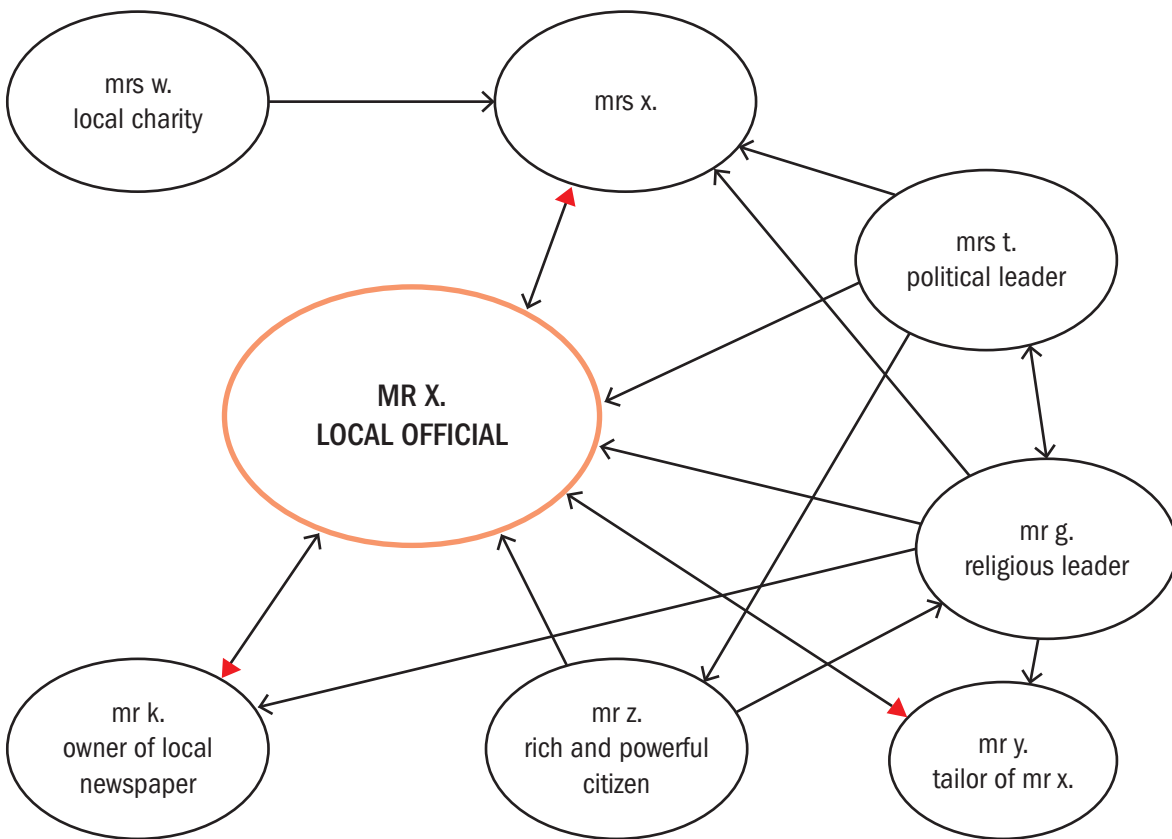 mrs w.
local charity
mrs x.
mrs t.
political leader
MR X.
LOCAL OFFICIAL
mr g.
religious leader
mr k.
owner of local
newspaper
mr z.
rich and powerful
citizen
mr y.
tailor of mr x.